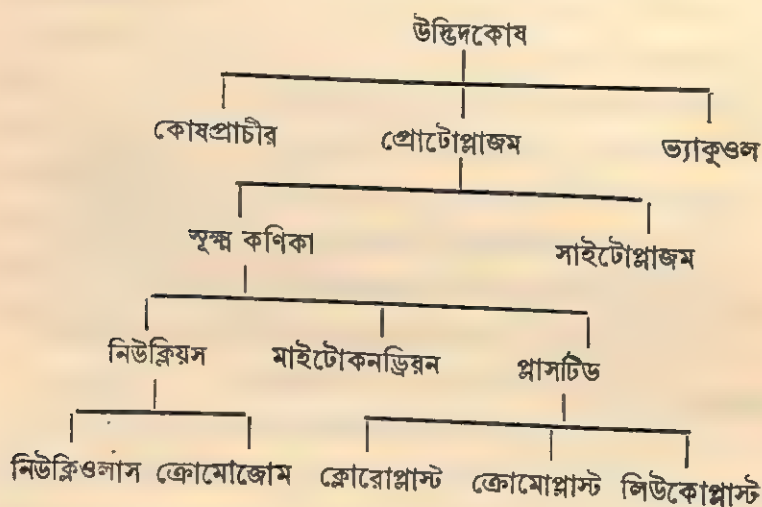 উদ্ভিদকোষ
কোষপ্রাচীর প্রোটোপ্লাজম ভ্যাকুওল
সূক্ষ্ম কণিকা সাইটোপ্লাজম
নিউক্লিয়স মাইটোকনড্রিয়ন প্লাসটিড
নিউক্লিওলাস ক্রোমোজোম ক্লোরোপ্লাস্ট ক্রোমোপ্লাস্ট লিউকোপ্লাস্ট